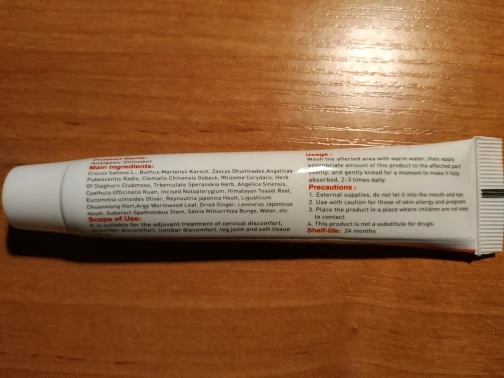 Ointment
Main Ingredients:
Crocus Sativus L., Buthus Martensii Karsch, Zaocys Dhumnades, Angelicae
Pubescentis Radix, Clematis Chinensis Osbeck, Rhizome Corydalis, Herb
Of Staghorn Clubmoss, Trberculate Speranskia Herb, Angelica Sinensis,
Cyathula Officinalis Kuan, Incised Notopterygium, Himalayan Teasel Root,
Eucommia ulmoides Oliver, Reynoutria japonica Houtt, Ligusticum
Chuanxiong Hort, Argy Wormwood Leaf, Dried Ginger, Leonurus Japonicus
Houtt, Suberect Spatholobus Stem, Salvia Miltiorrhiza Bunge, Water, etc.
Scope of Use:
It is suitable for the adjuvant treatment of cervical discomfort,
shoulder discomfort, lumbar discomfort, leg joint and soft tissue
Usage:
Wash the affected area with warm water, then apply
appropriate amount of this product to the affected part
evenly, and gently knead for a moment to make it fully
absorbed, 2-3 times daily.
Precautions:
1. External supplies, do not let it into the mouth and eye.
2. Use with caution for those of skin allergy and pregnant
3. Place the product in a place where children are not easy
to contact.
4. This product is not a substitute for drugs.
Shelf-life: 24 months